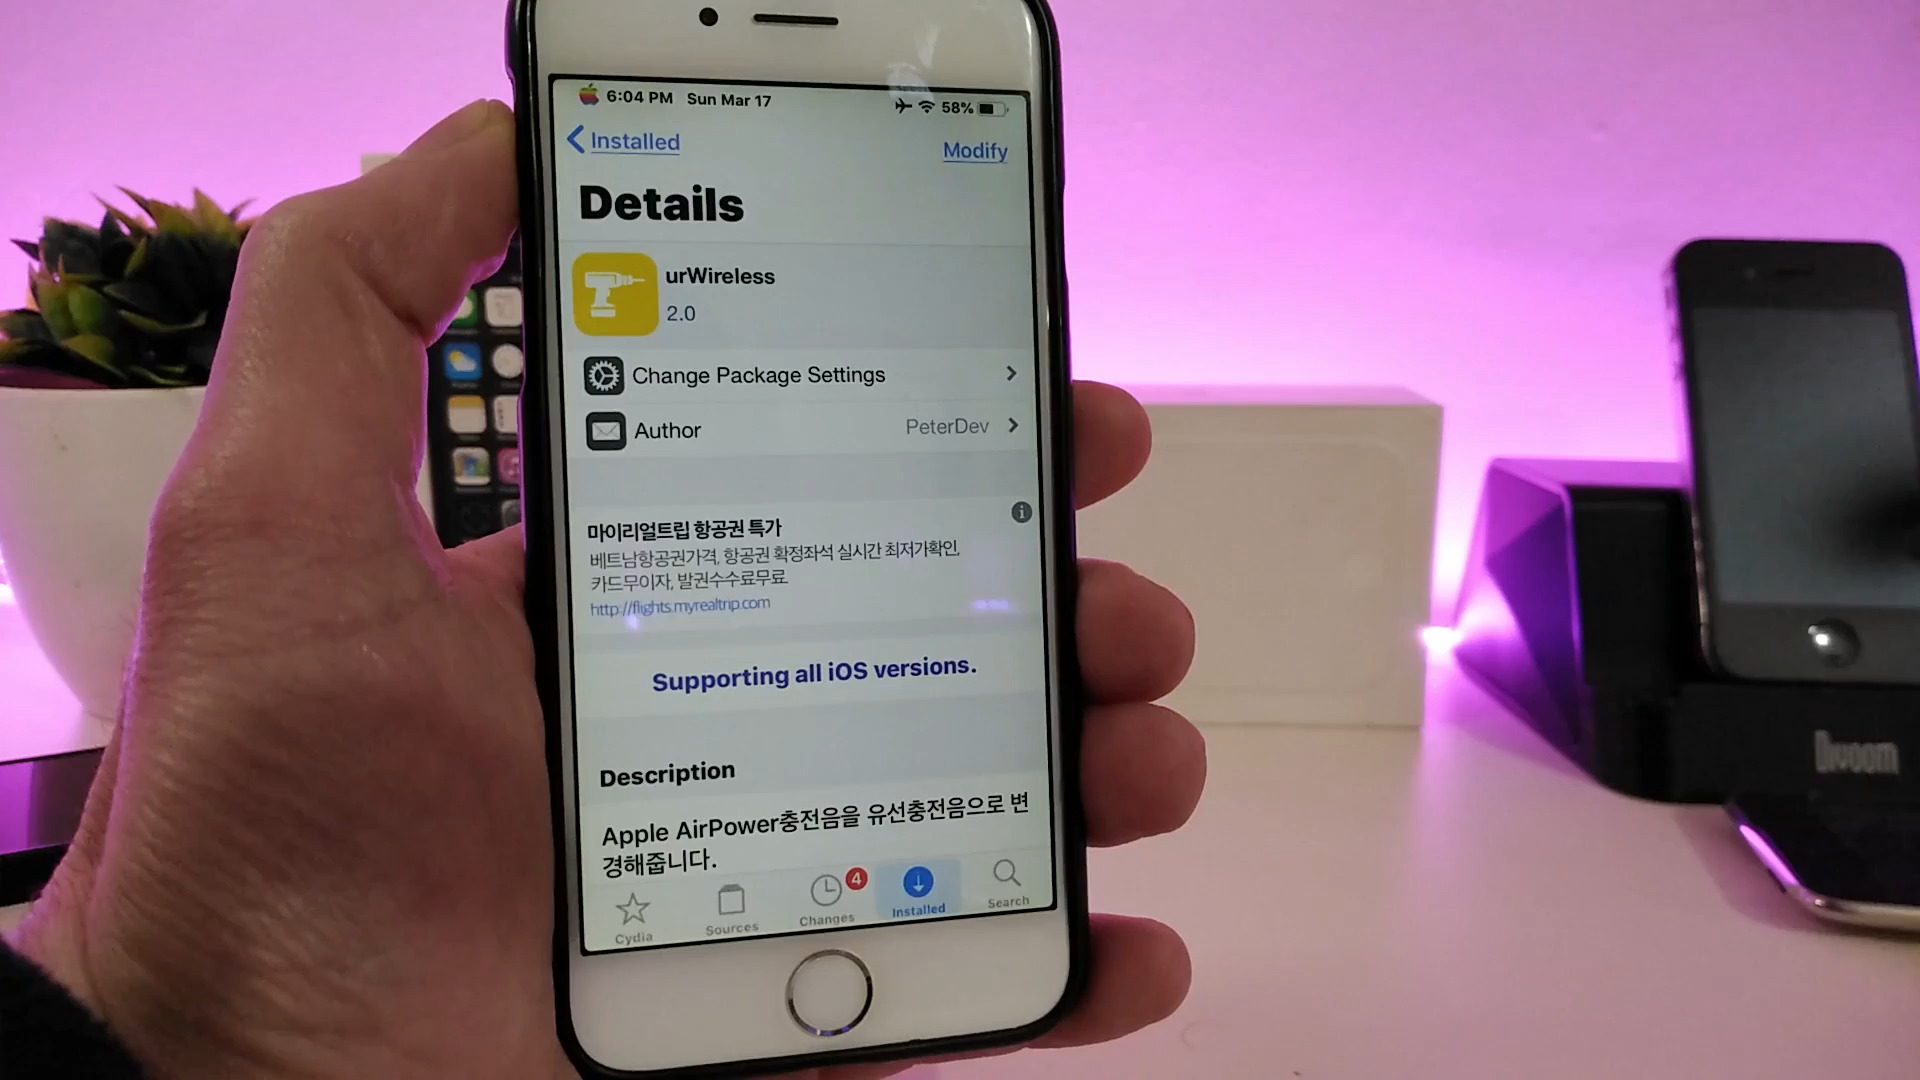 6:04 PM Sun Mar 17 58%
Installed Modify
Details
urWireless
2.0
Change Package Settings
Author PeterDev
마이리얼트립 항공권 특가
베트남항공권가격, 항공권 확정좌석 실시간 최저가확인,
카드무이자, 발권수수료무료.
http://flights.myrealtrip.com
Supporting all iOS versions.
Description
Apple AirPower충전음을 유선충전음으로 변
경해줍니다.
Cydia Sources Changes 4 Installed Search
Divoom